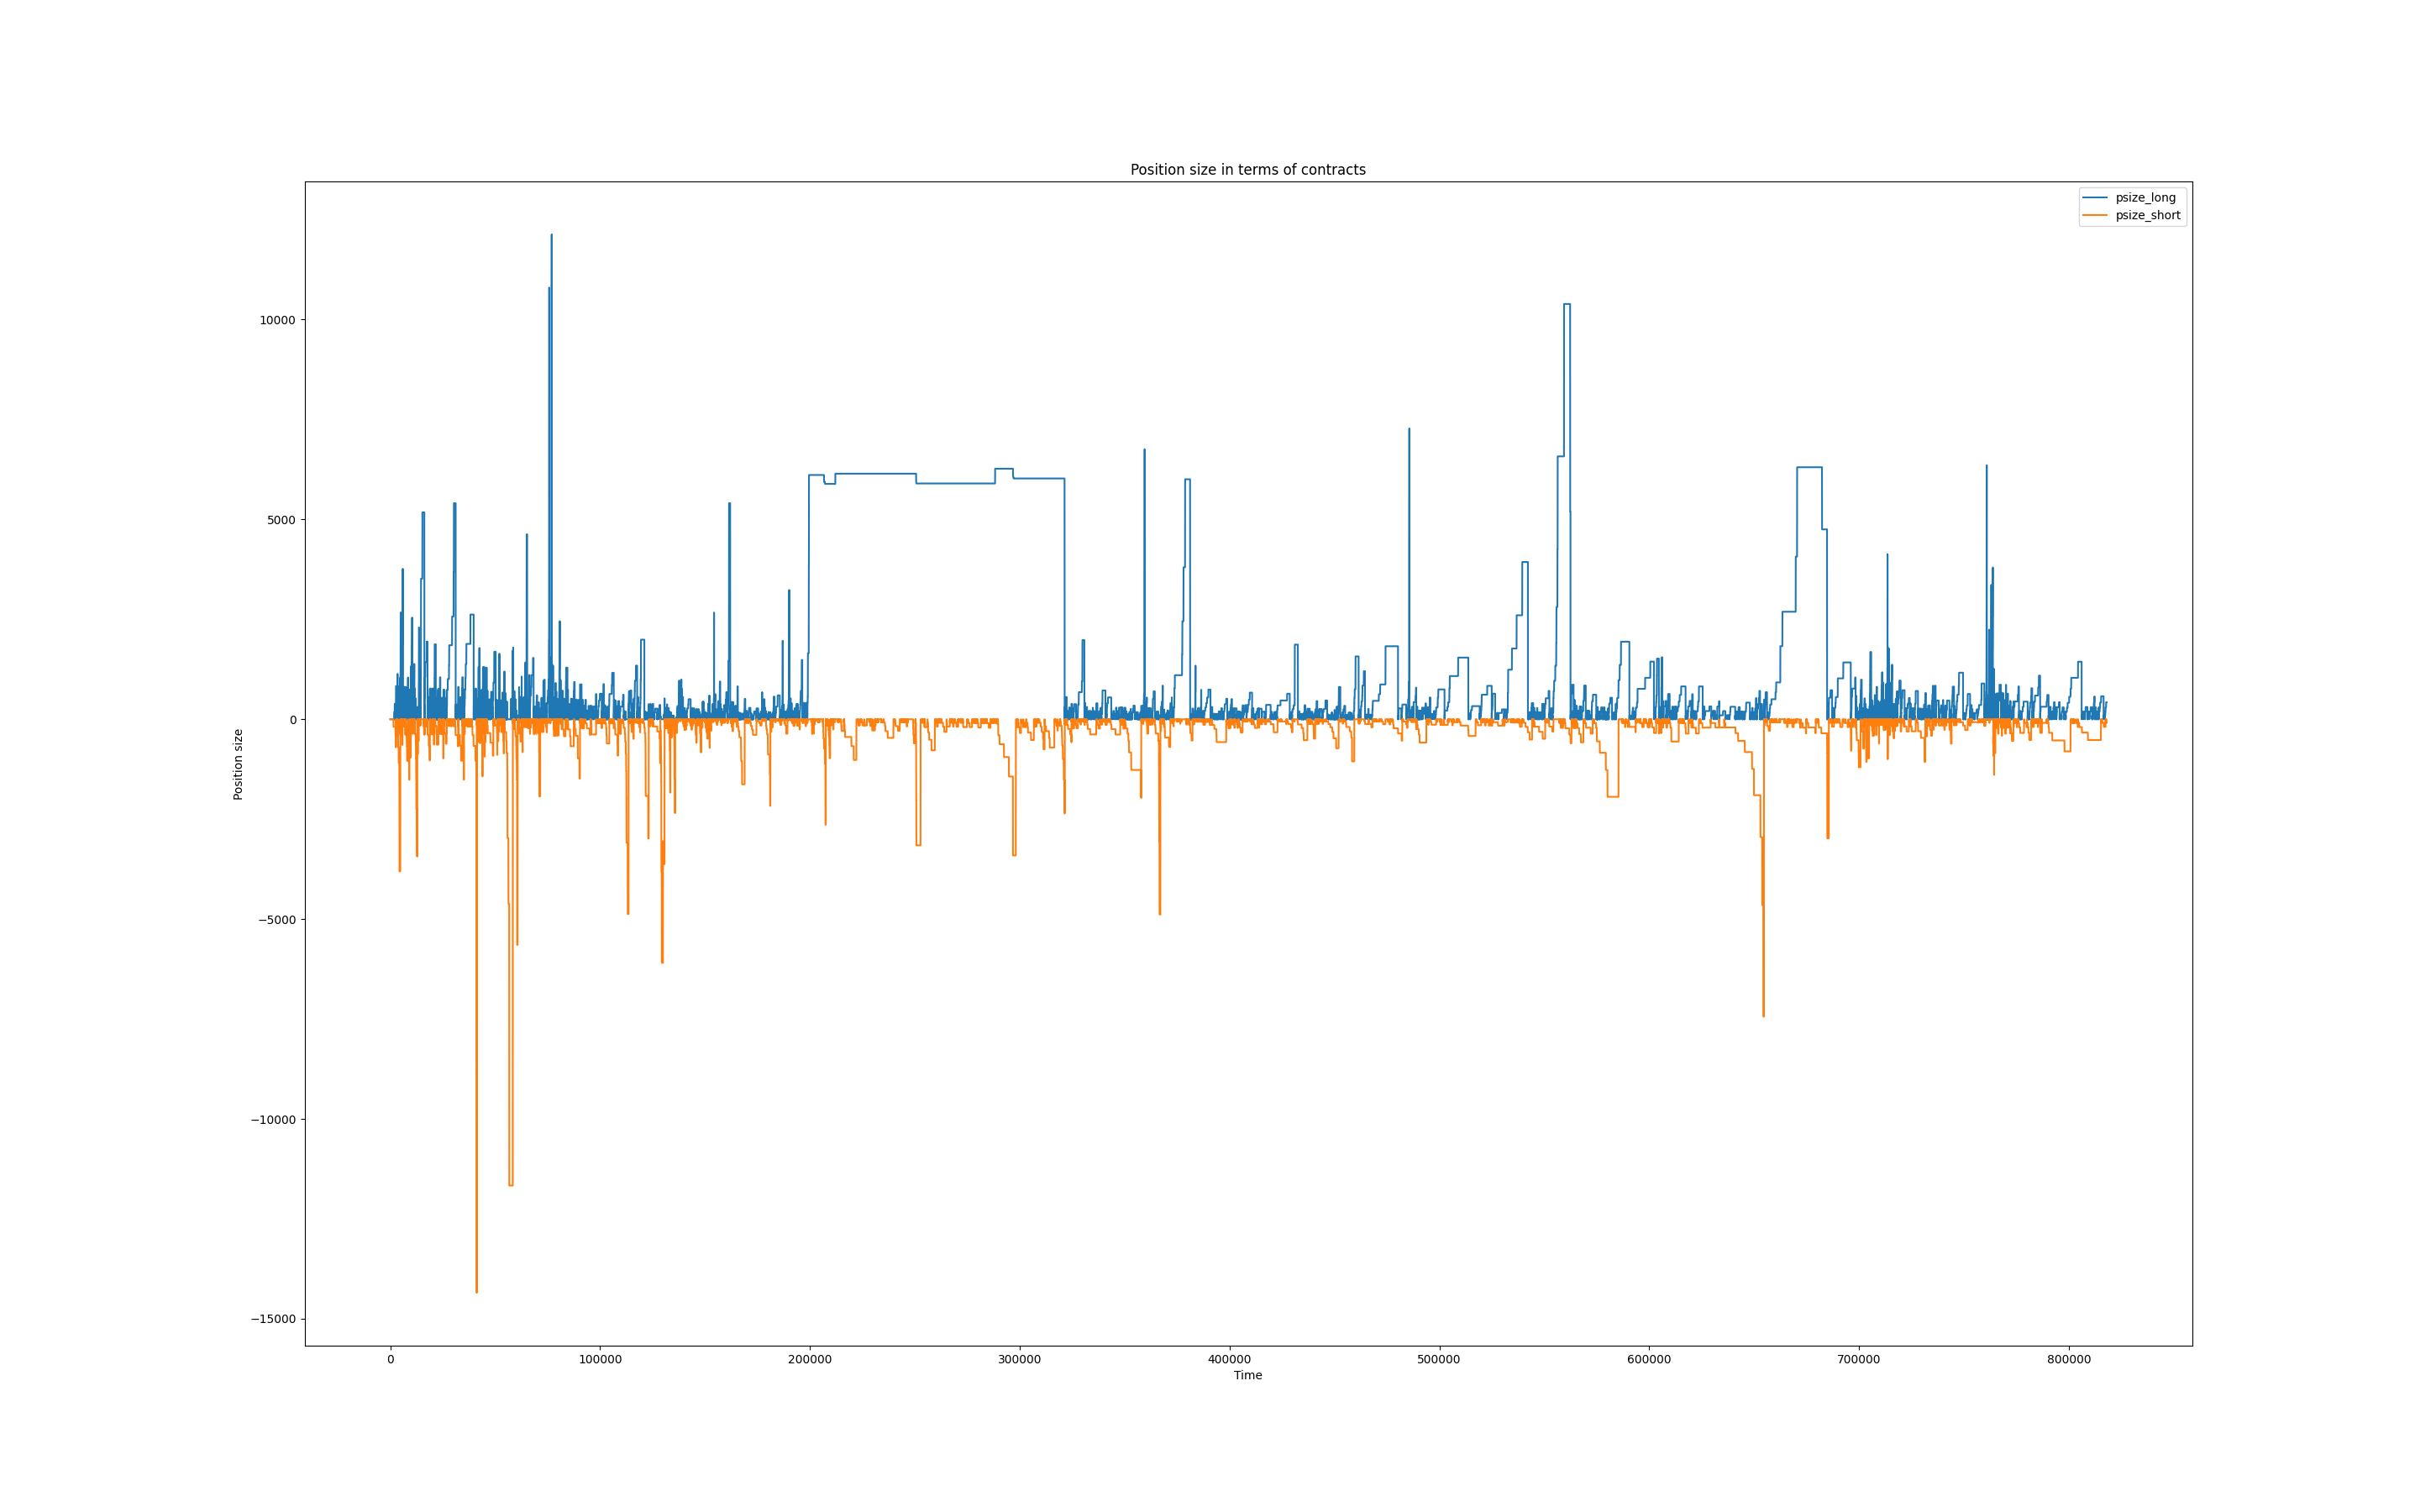 Position size in terms of contracts
psize_long
psize_short
10000
5000
0
−5000
−10000
−15000
Position size
0 100000 200000 300000 400000 500000 600000 700000 800000
Time